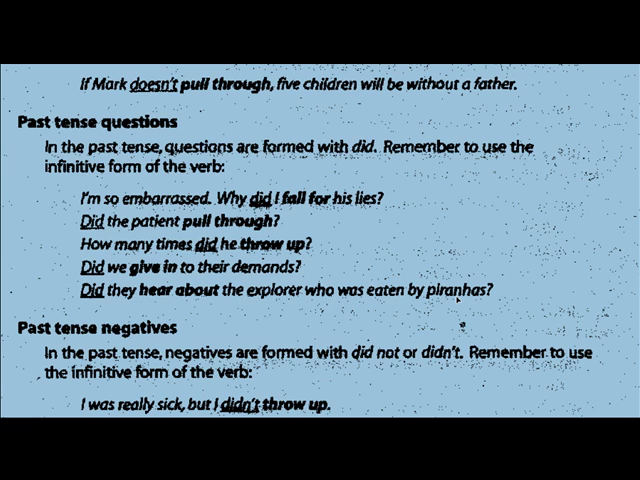 If Mark doesn't pull through, five children will be without a father.
Past tense questions
In the past tense, questions are formed with did. Remember to use the
infinitive form of the verb:
I'm so embarrassed. Why did I fall for his lies?
Did the patient pull through?
How many times did he throw up?
Did we give in to their demands?
Did they hear about the explorer who was eaten by piranhas?
Past tense negatives
In the past tense, negatives are formed with did not or didn't. Remember to use
the infinitive form of the verb:
I was really sick, but I didn't throw up.